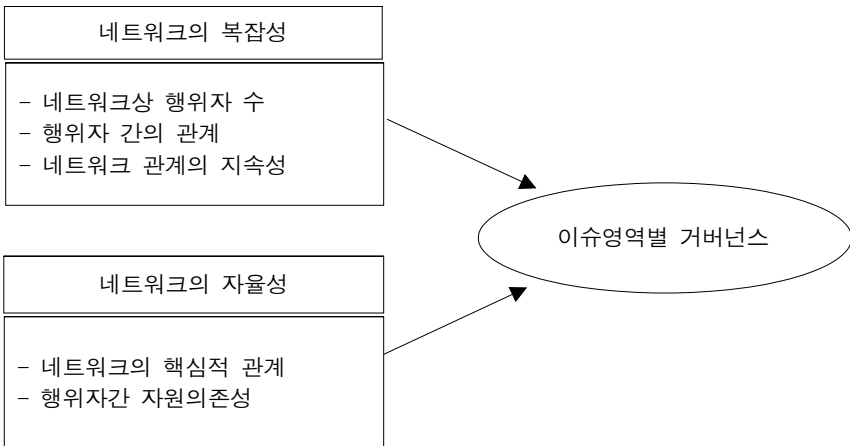 네트워크의 복잡성
- 네트워크상 행위자 수
- 행위자 간의 관계
- 네트워크 관계의 지속성
이슈영역별 거버넌스
네트워크의 자율성
- 네트워크의 핵심적 관계
- 행위자간 자원의존성